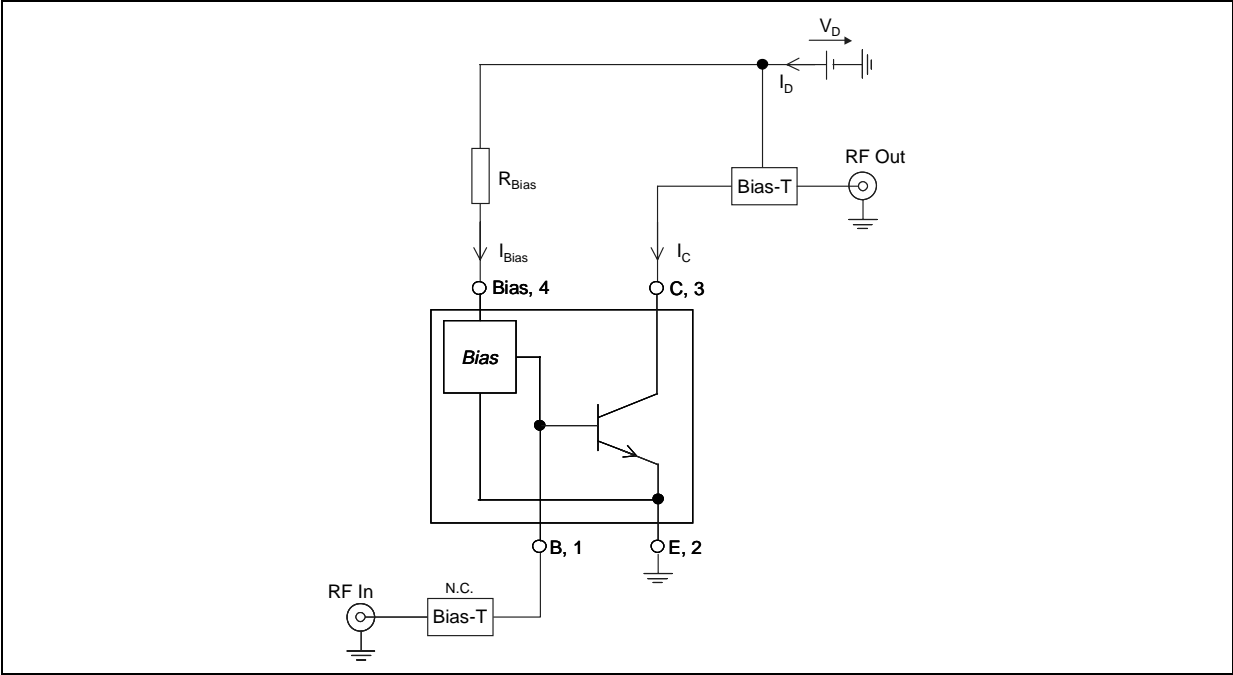 V_D
I_D
RF Out
Bias-T
R_Bias
I_Bias
I_C
Bias, 4
C, 3
Bias
B, 1
E, 2
RF In
N.C.
Bias-T